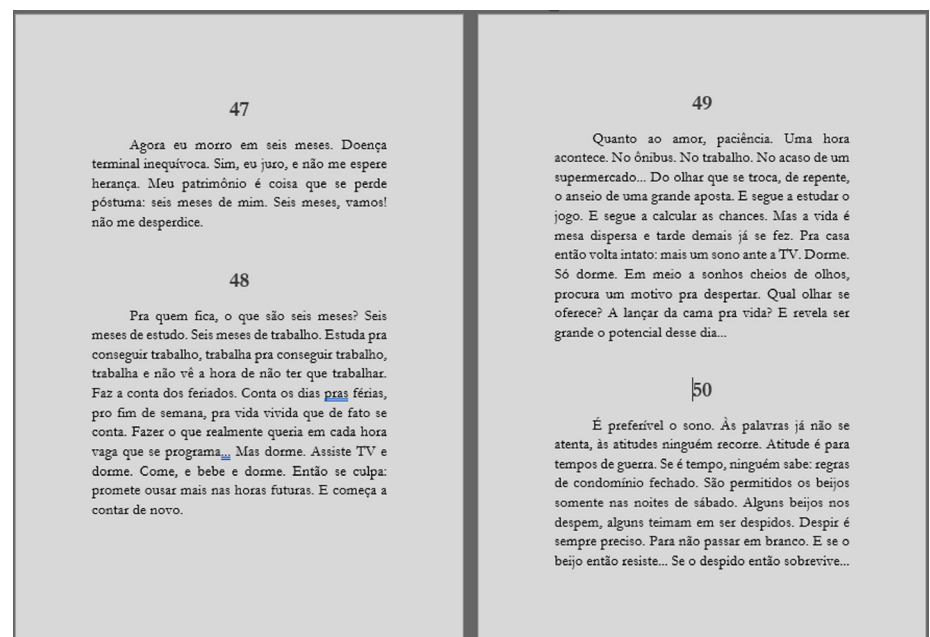 47
Agora eu morro em seis meses. Doença
terminal inequívoca. Sim, eu juro, e não me espere
herança. Meu patrimônio é coisa que se perde
póstuma: seis meses de mim. Seis meses, vamos!
não me desperdice.
48
Pra quem fica, o que são seis meses? Seis
meses de estudo. Seis meses de trabalho. Estuda pra
conseguir trabalho, trabalha pra conseguir trabalho,
trabalha e não vê a hora de não ter que trabalhar.
Faz a conta dos feriados. Conta os dias pras férias,
pro fim de semana, pra vida vivida que de fato se
conta. Fazer o que realmente queria em cada hora
vaga que se programa... Mas dorme. Assiste TV e
dorme. Come, e bebe e dorme. Então se culpa:
promete ousar mais nas horas futuras. E começa a
contar de novo.
49
Quanto ao amor, paciência. Uma hora
acontece. No ônibus. No trabalho. No acaso de um
supermercado... Do olhar que se troca, de repente,
o anseio de uma grande aposta. E segue a estudar o
jogo. E segue a calcular as chances. Mas a vida é
mesa dispersa e tarde demais já se fez. Pra casa
então volta intato: mais um sono ante a TV. Dorme.
Só dorme. Em meio a sonhos cheios de olhos,
procura um motivo pra despertar. Qual olhar se
oferece? A lançar da cama pra vida? E revela ser
grande o potencial desse dia...
50
É preferível o sono. Às palavras já não se
atenta, às atitudes ninguém recorre. Atitude é para
tempos de guerra. Se é tempo, ninguém sabe: regras
de condomínio fechado. São permitidos os beijos
somente nas noites de sábado. Alguns beijos nos
despem, alguns teimam em ser despidos. Despir é
sempre preciso. Para não passar em branco. E se o
beijo então resiste... Se o despido então sobrevive...